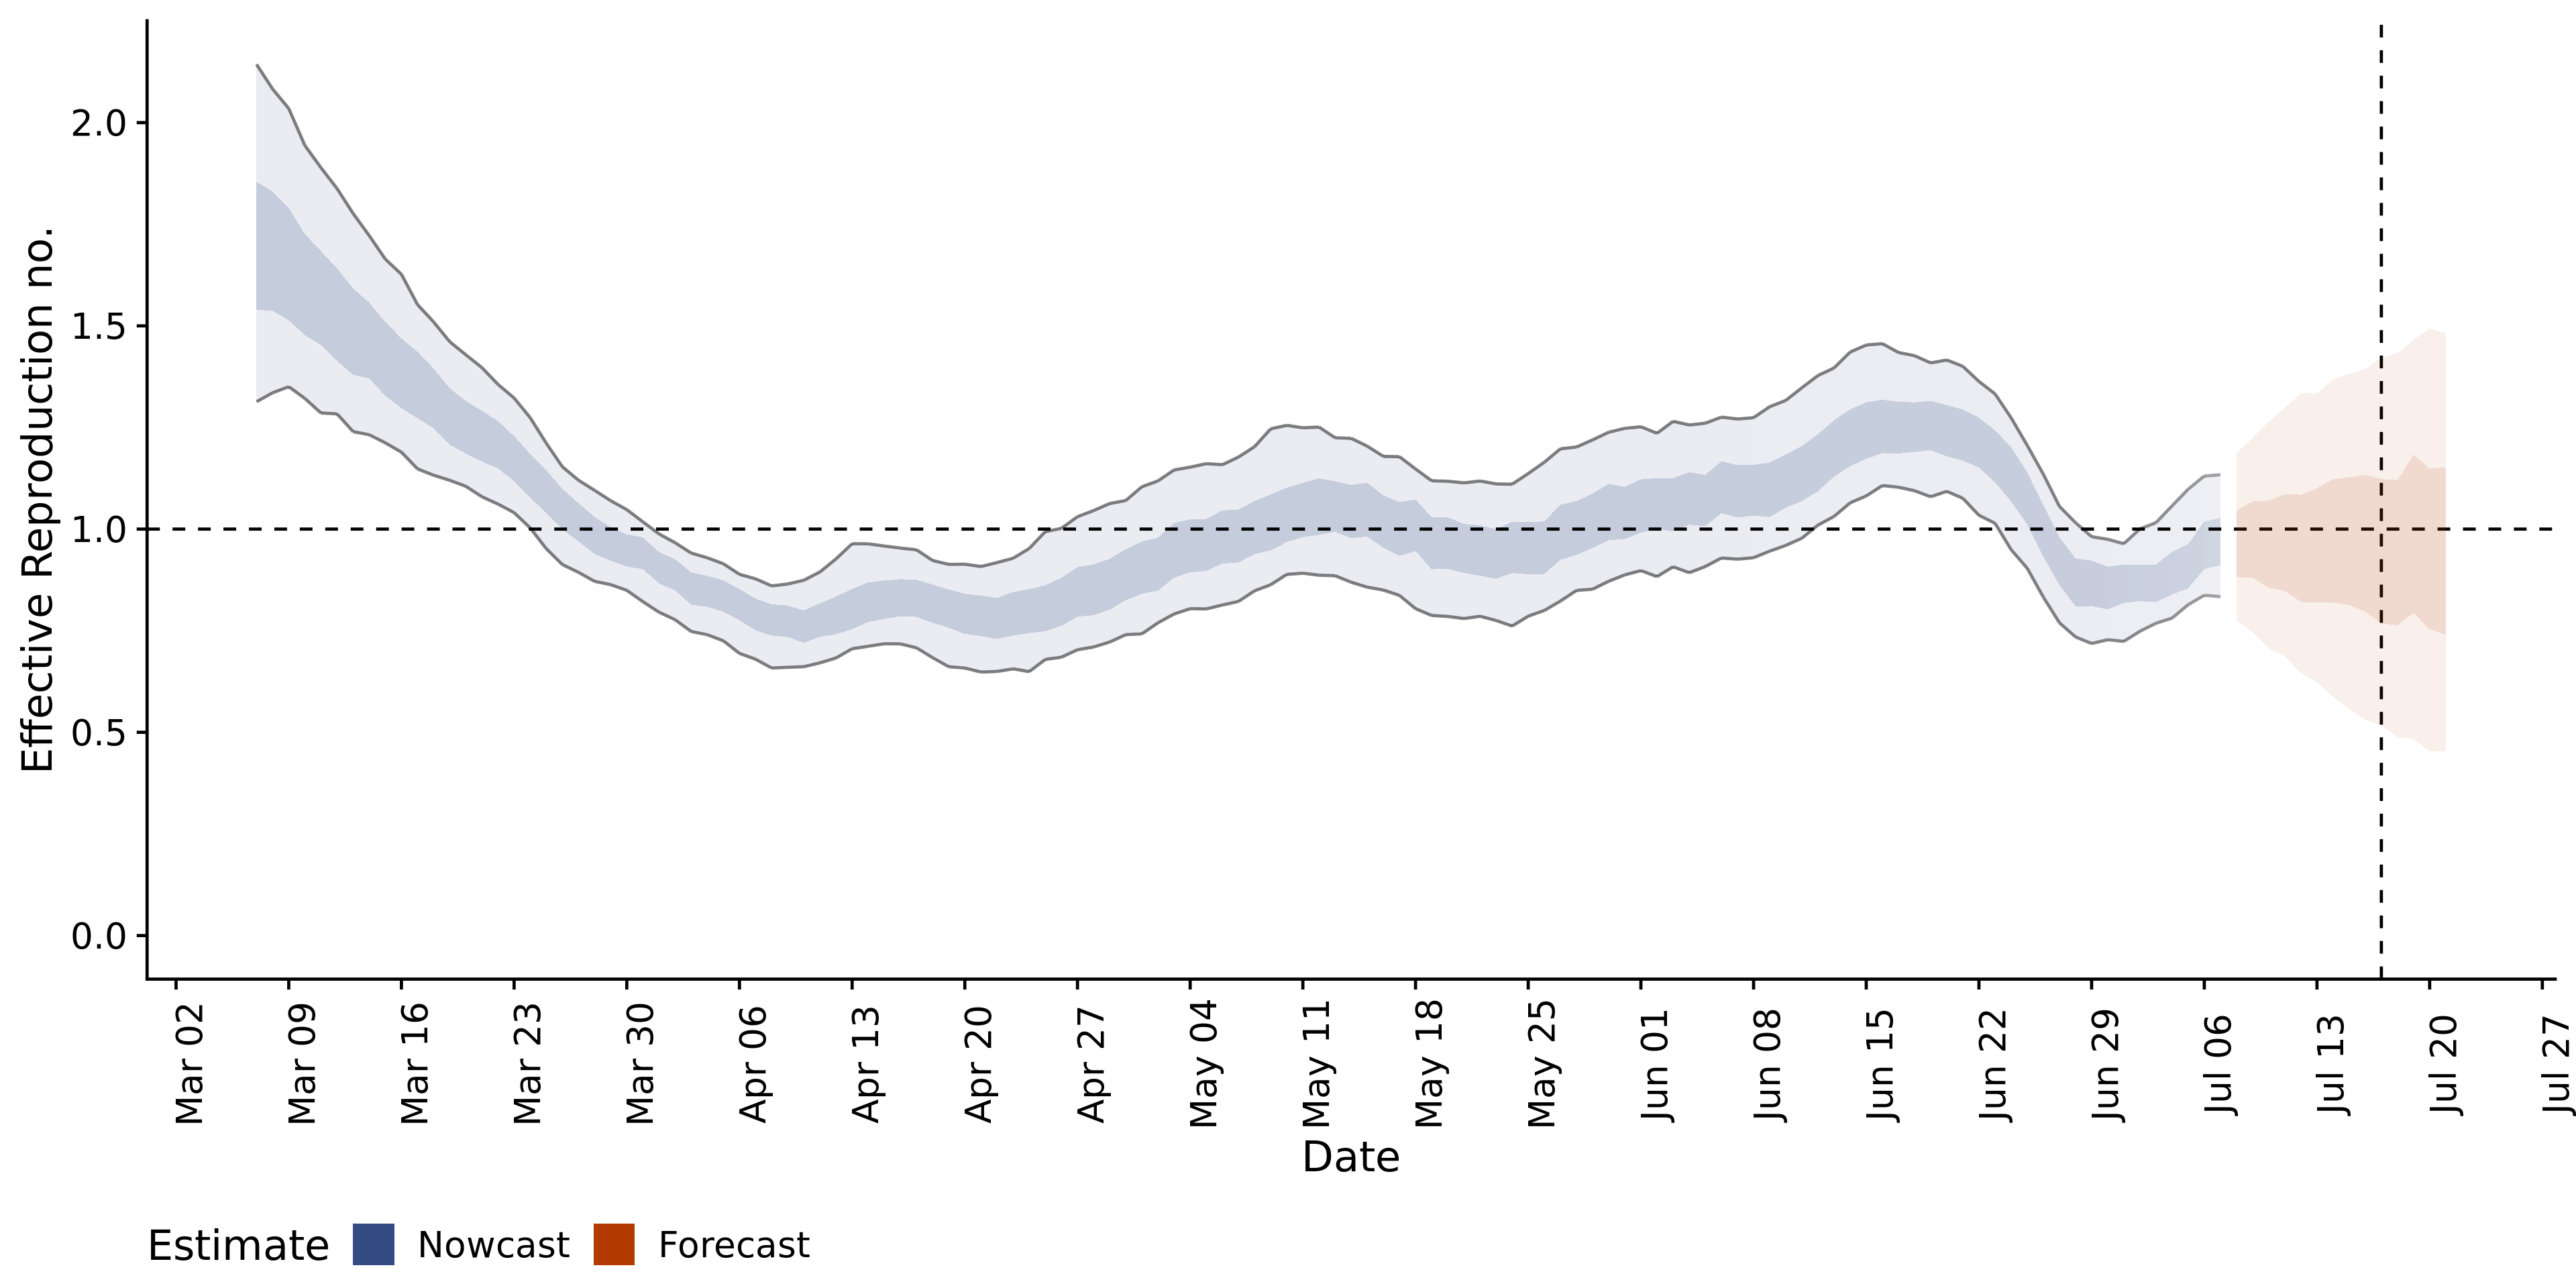 Effective Reproduction no.
2.0
1.5
1.0
0.5
0.0
Mar 02
Mar 09
Mar 16
Mar 23
Mar 30
Apr 06
Apr 13
Apr 20
Apr 27
May 04
May 11
May 18
May 25
Jun 01
Jun 08
Jun 15
Jun 22
Jun 29
Jul 06
Jul 13
Jul 20
Jul 27
Date
Estimate Nowcast Forecast